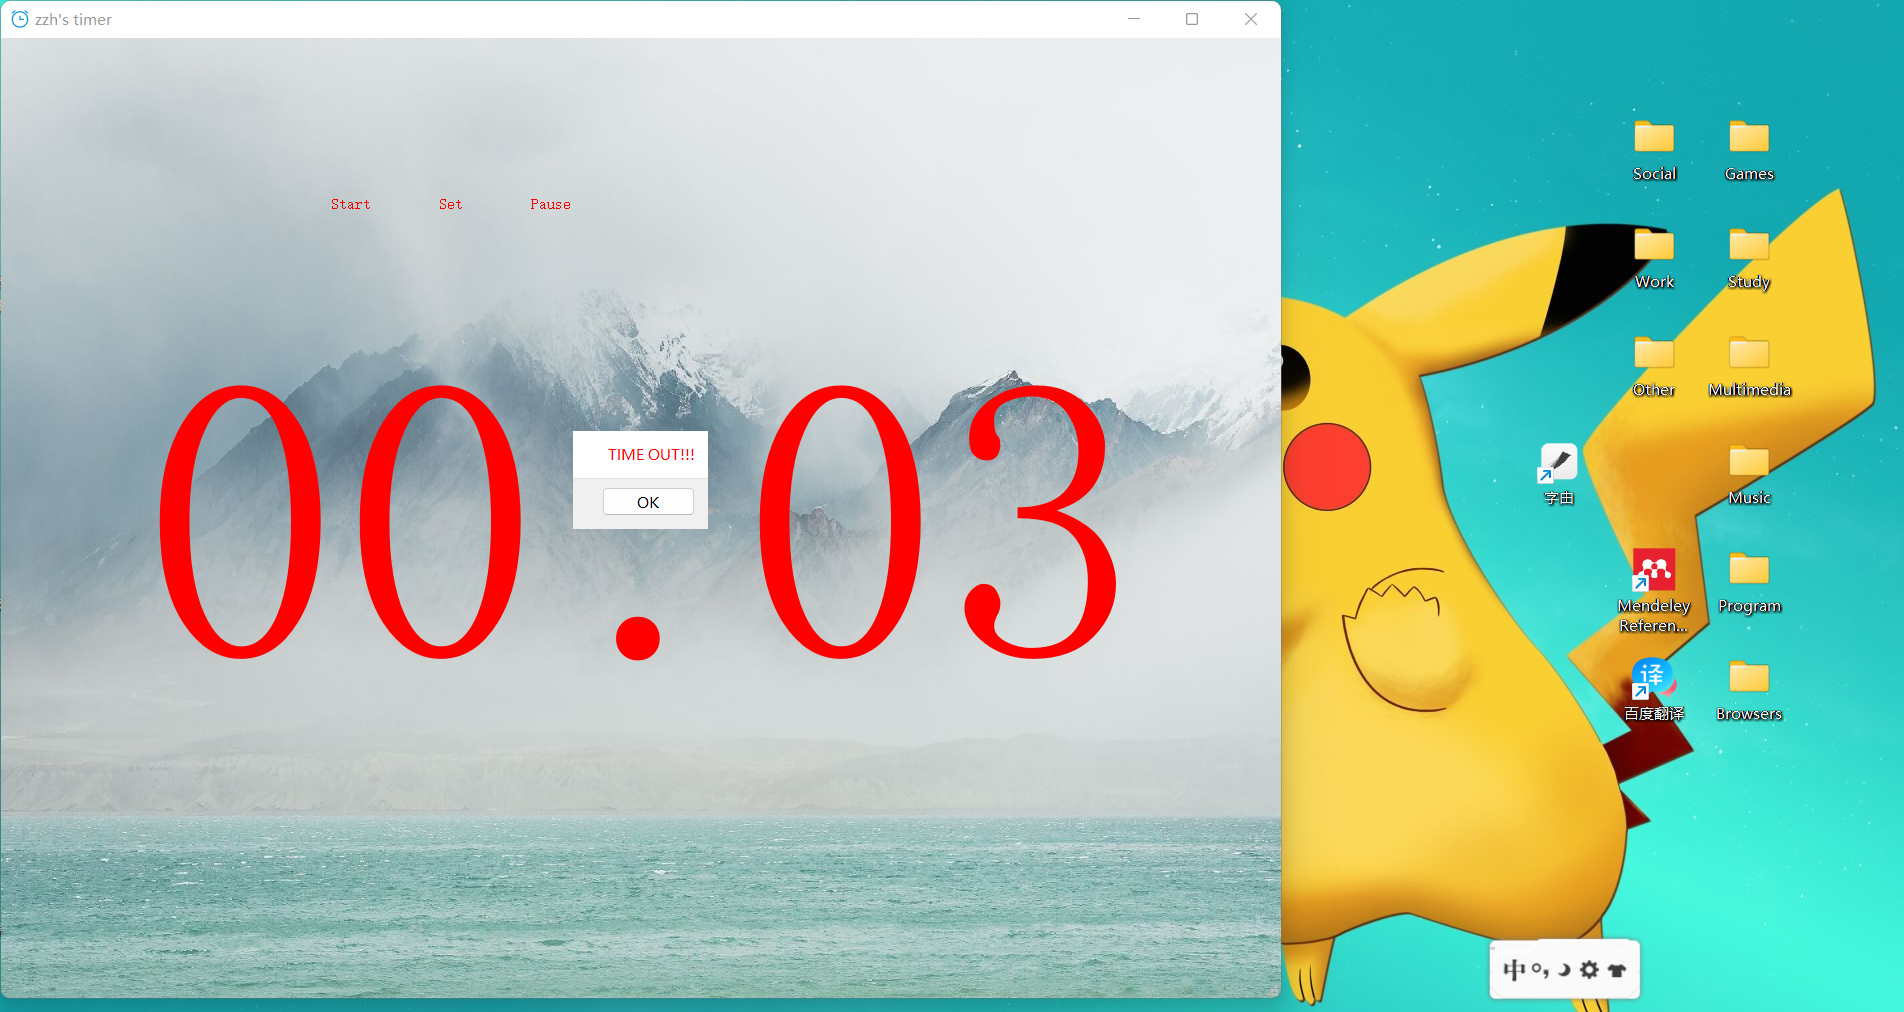 zzh's timer
Start Set Pause
00.03
TIME OUT!!!
OK
Social Games
Work Study
Other Multimedia
字由 Music
Mendeley Program
Referen...
百度翻译 Browsers
译
中